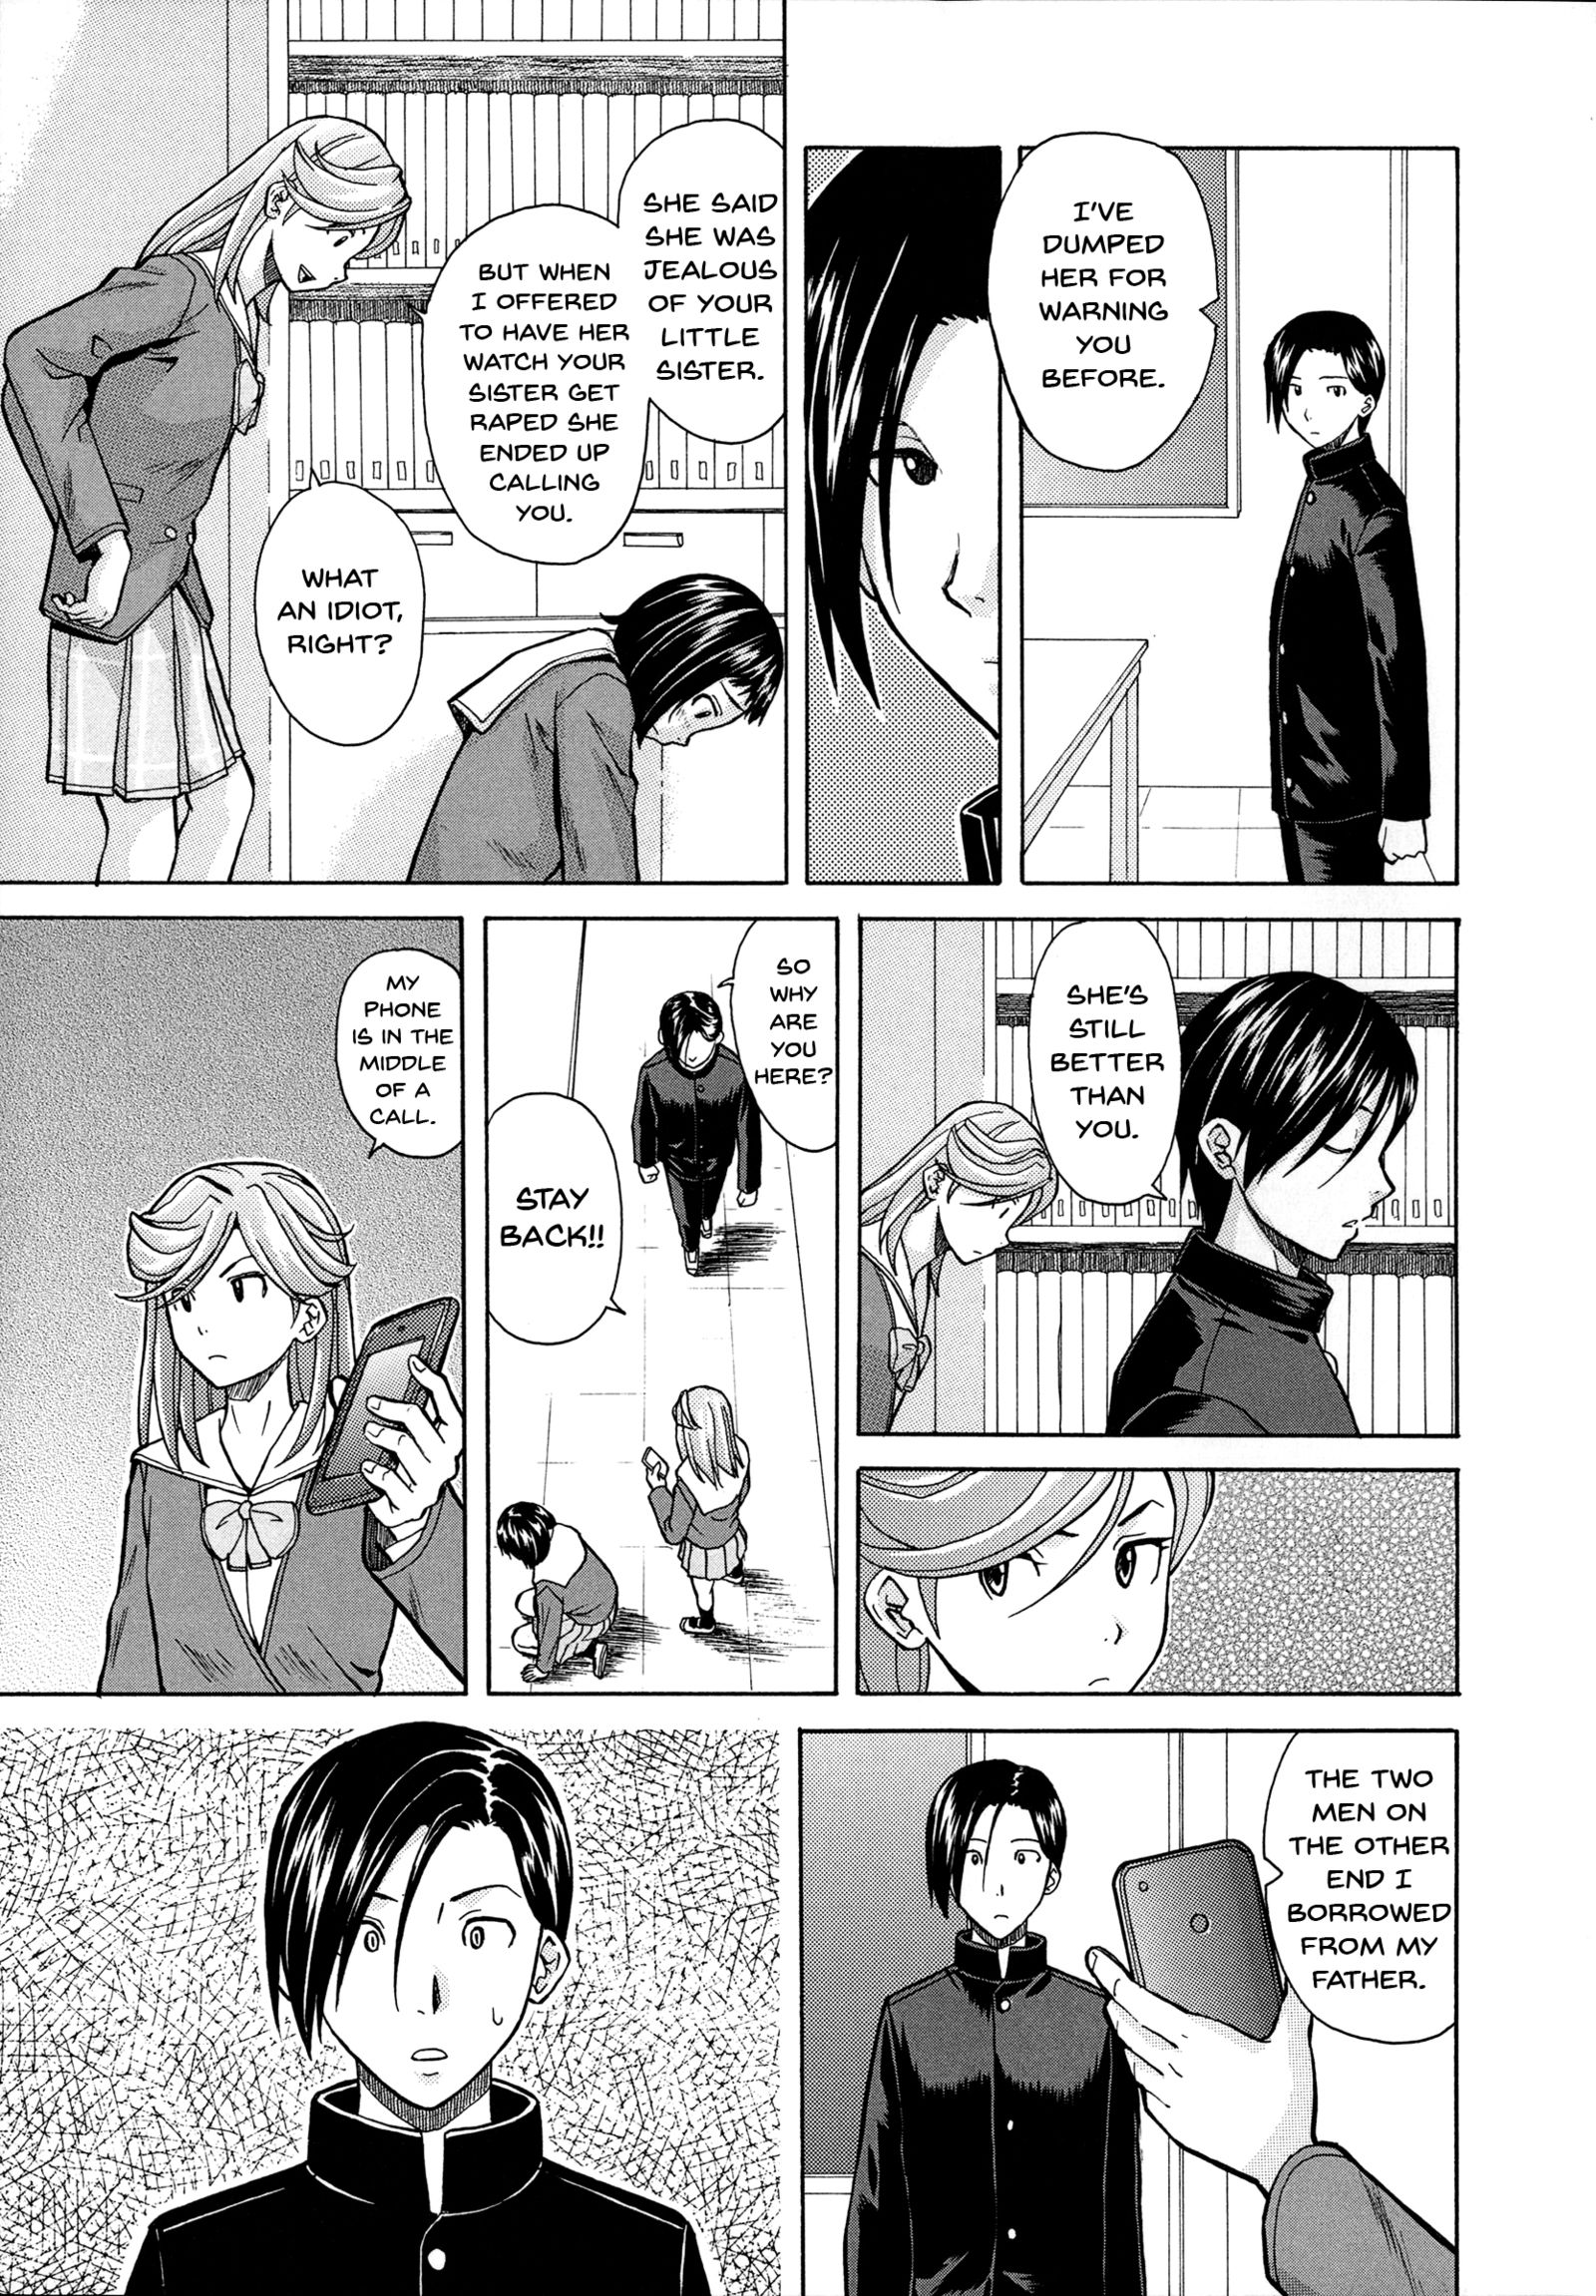 I'VE
DUMPED
HER FOR
WARNING
YOU
BEFORE.
SHE SAID
SHE WAS
JEALOUS
OF YOUR
LITTLE
SISTER.
BUT WHEN
I OFFERED
TO HAVE HER
WATCH YOUR
SISTER GET
RAPED SHE
ENDED UP
CALLING
YOU.
WHAT
AN IDIOT,
RIGHT?
SHE'S
STILL
BETTER
THAN
YOU.
SO
WHY
ARE
YOU
HERE?
STAY
BACK!!
MY
PHONE
IS IN THE
MIDDLE
OF A
CALL.
THE TWO
MEN ON
THE OTHER
END I
BORROWED
FROM MY
FATHER.